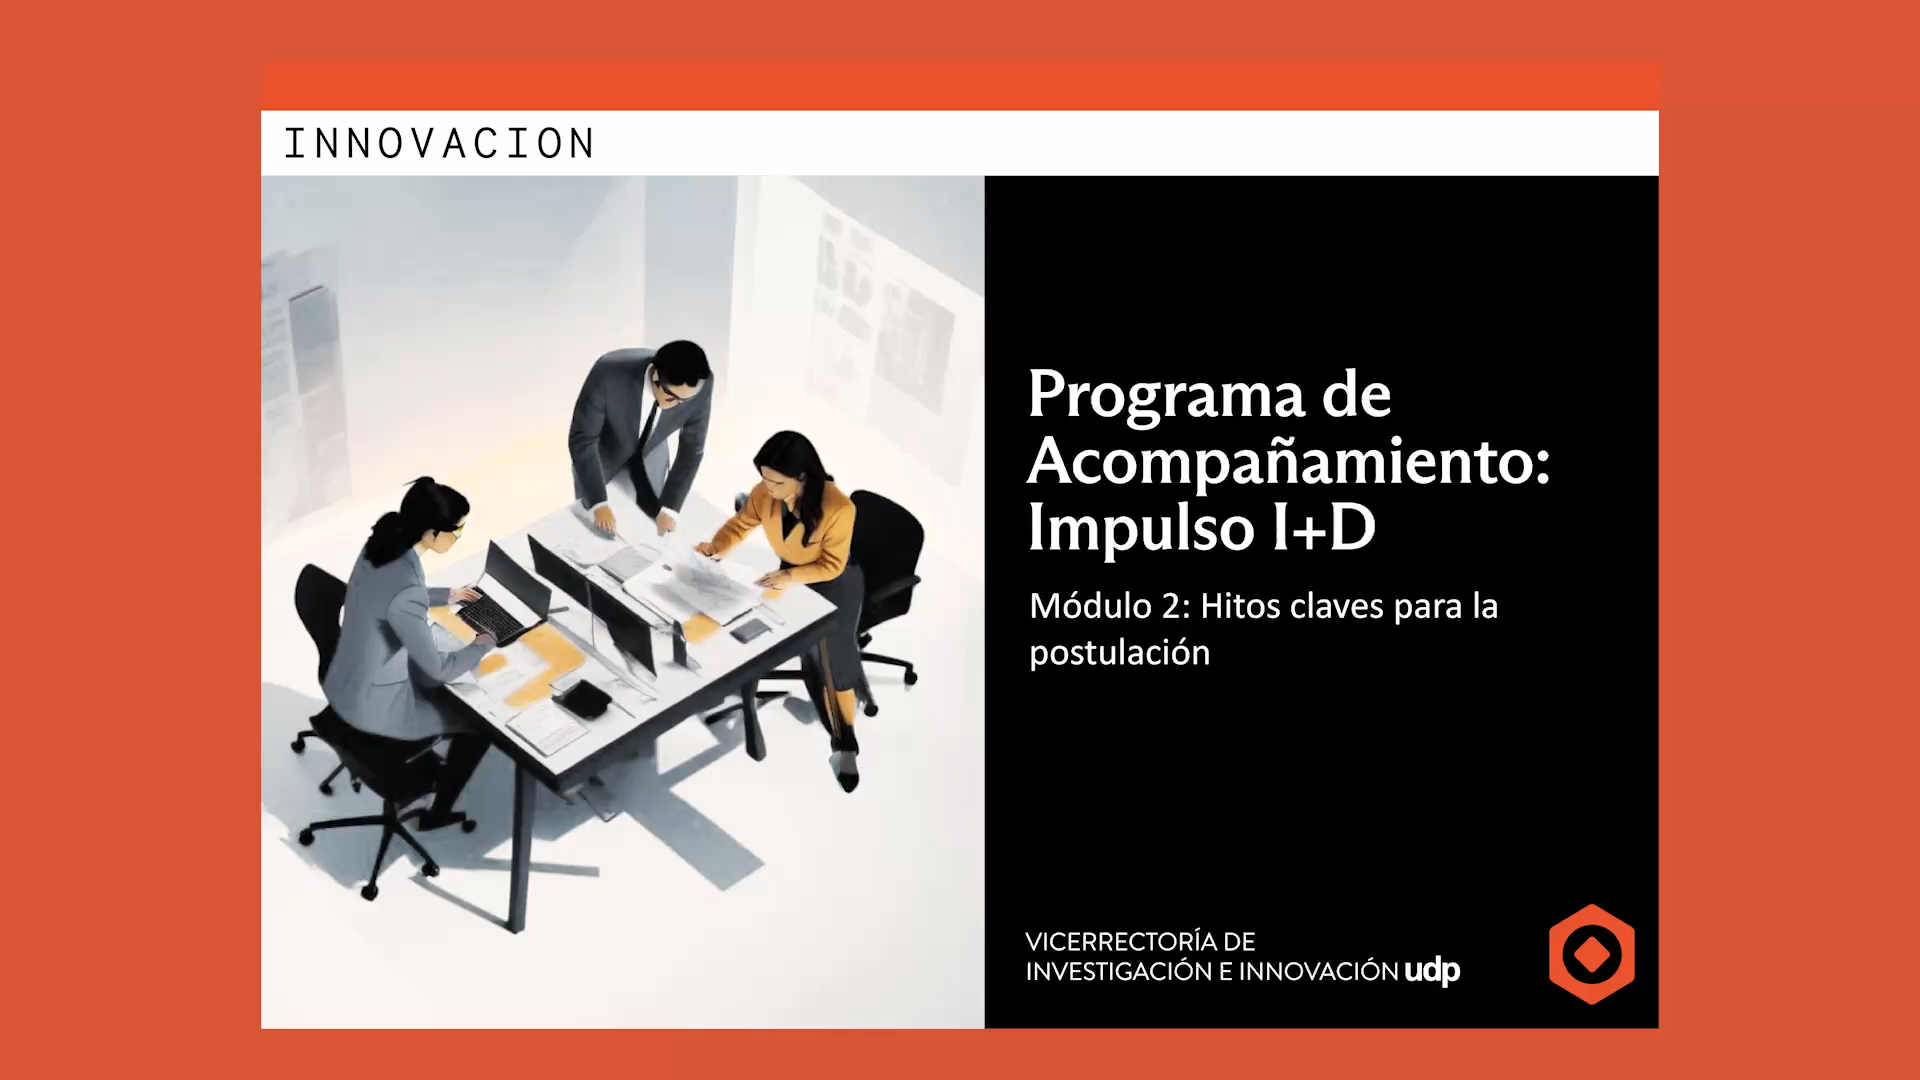 INNOVACION
Programa de
Acompañamiento:
Impulso I+D
Módulo 2: Hitos claves para la
postulación
VICERRECTORÍA DE
INVESTIGACIÓN E INNOVACIÓN udp